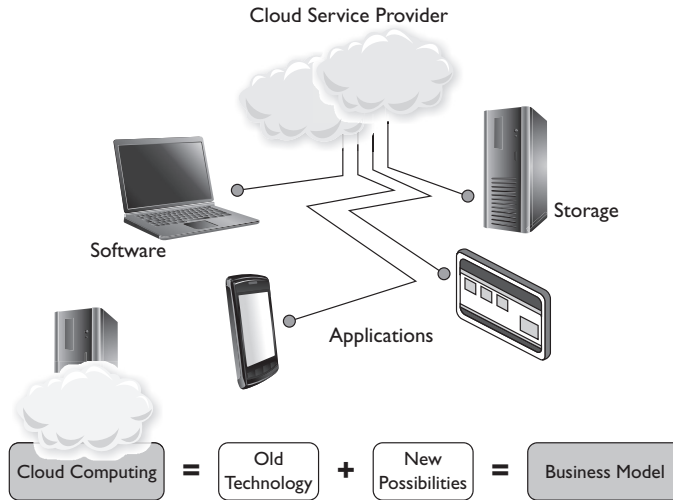 Cloud Service Provider
Storage
Software
Applications
Cloud Computing = Old Technology + New Possibilities = Business Model